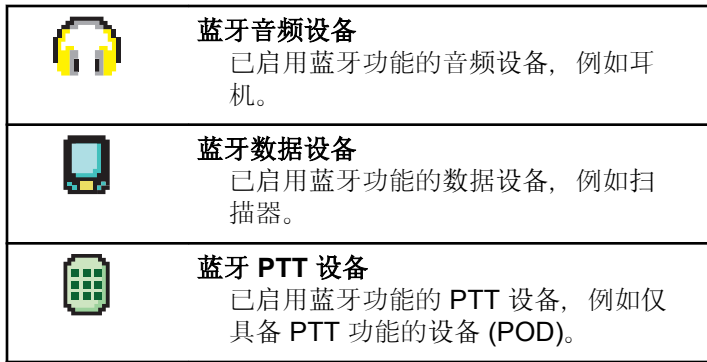 蓝牙音频设备
已启用蓝牙功能的音频设备，例如耳
机。
蓝牙数据设备
已启用蓝牙功能的数据设备，例如扫
描器。
蓝牙 PTT 设备
已启用蓝牙功能的 PTT 设备，例如仅
具备 PTT 功能的设备 (POD)。